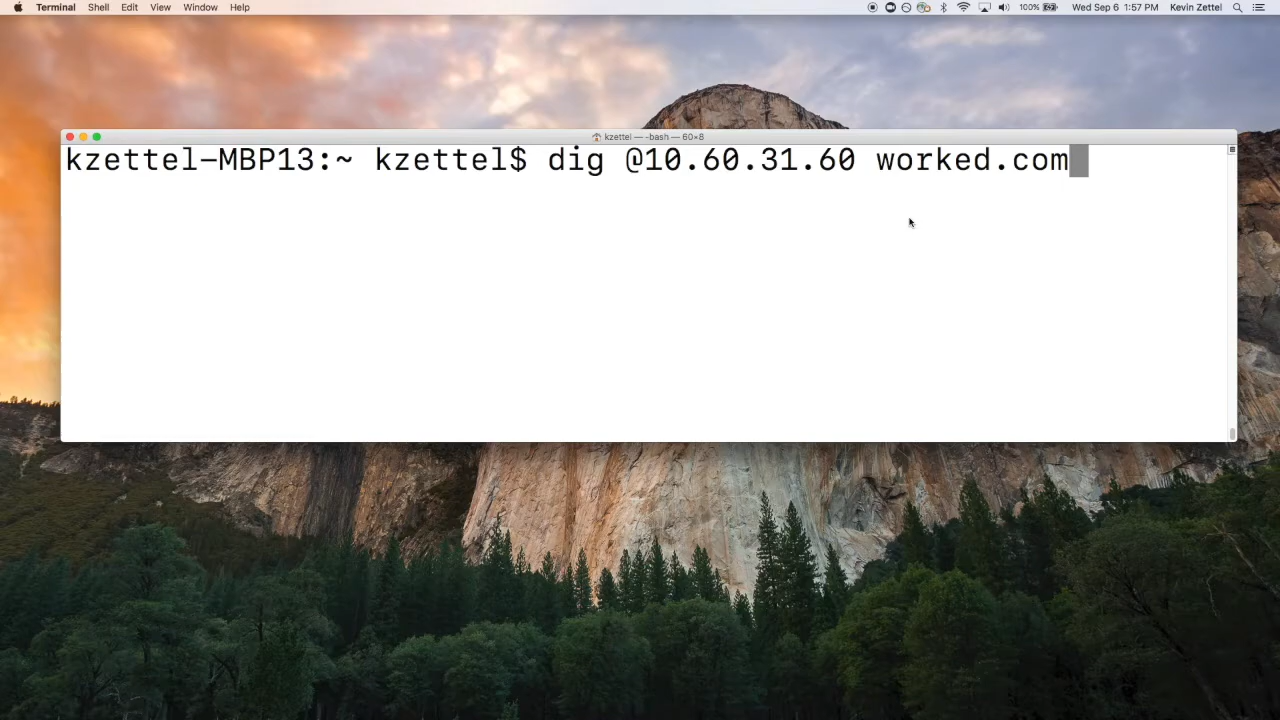 Terminal Shell Edit View Window Help 100% Wed Sep 6 1:57 PM Kevin Zettel
kzettel — -bash — 60×8
kzettel-MBP13:~ kzettel$ dig @10.60.31.60 worked.com